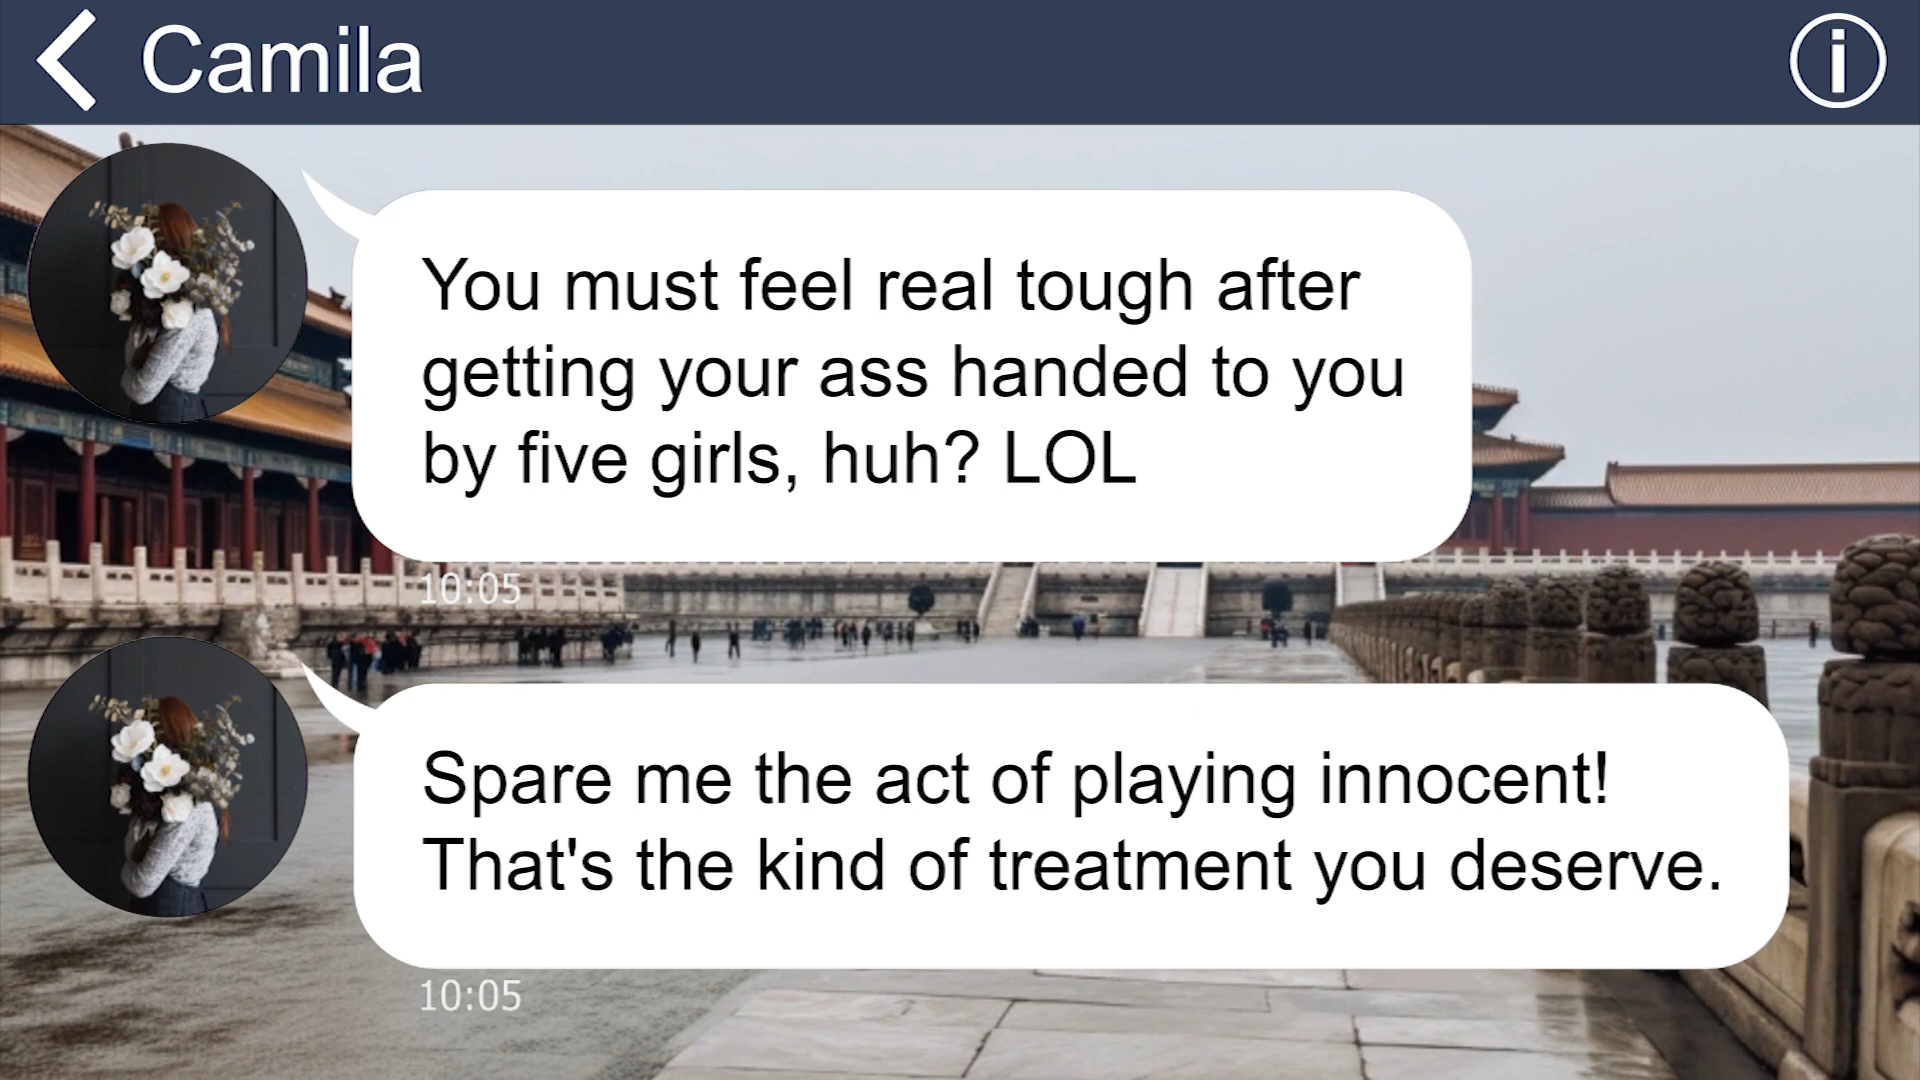 Camila
You must feel real tough after
getting your ass handed to you
by five girls, huh? LOL
10:05
Spare me the act of playing innocent!
That's the kind of treatment you deserve.
10:05